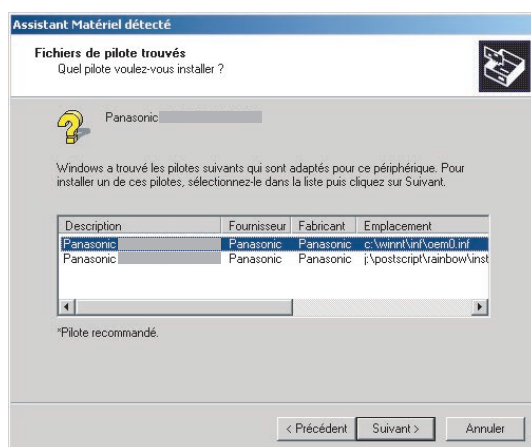 Assistant Matériel détecté
Fichiers de pilote trouvés
Quel pilote voulez-vous installer ?
Panasonic
Windows a trouvé les pilotes suivants qui sont adaptés pour ce périphérique. Pour
installer un de ces pilotes, sélectionnez-le dans la liste puis cliquez sur Suivant.
Description Fournisseur Fabricant Emplacement
Panasonic Panasonic Panasonic c:\winnt\inf\oem0.inf
Panasonic Panasonic Panasonic j:\postscript\rainbow\inst
*Pilote recommandé.
< Précédent Suivant > Annuler